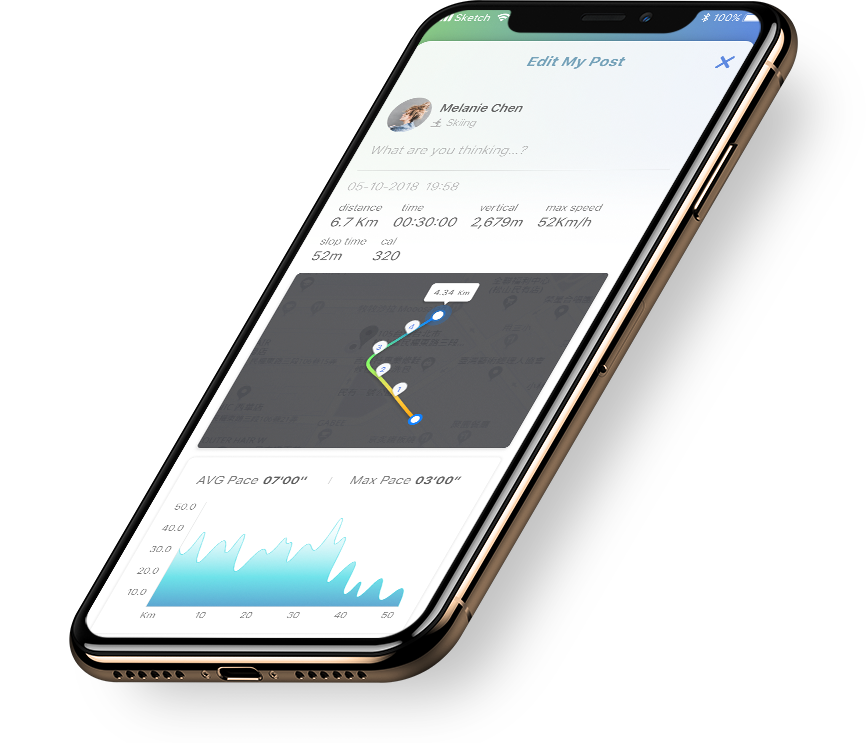 Sketch 100%
Edit My Post
Melanie Chen
Skiing
What are you thinking...?
05-10-2018 19:58
distance time vertical max speed
6.7 Km 00:30:00 2,679m 52Km/h
slop time cal
52m 320
4.34 Km
4
3
2
1
AVG Pace 07'00" / Max Pace 03'00"
50.0
40.0
30.0
20.0
10.0
Km 10 20 30 40 50